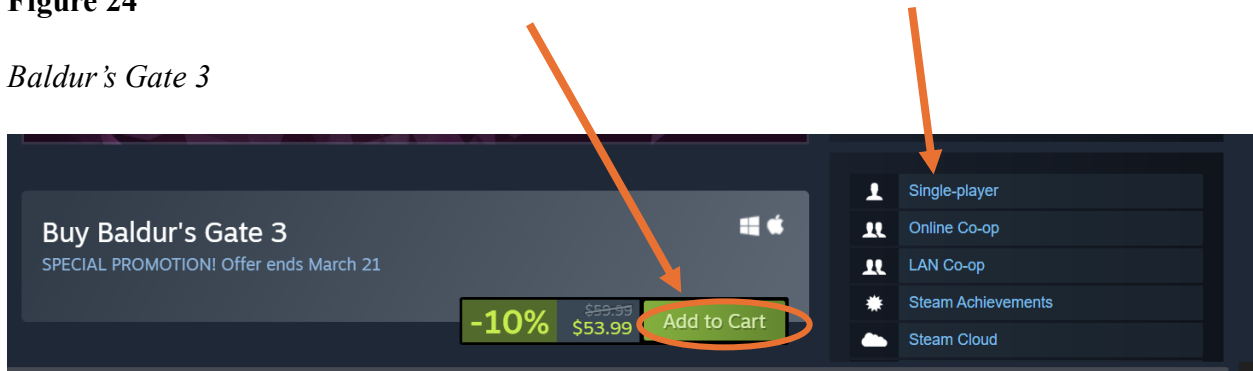 Figure 24
Baldur’s Gate 3
Buy Baldur's Gate 3
SPECIAL PROMOTION! Offer ends March 21
-10%
$59.99
$53.99
Add to Cart
Single-player
Online Co-op
LAN Co-op
Steam Achievements
Steam Cloud